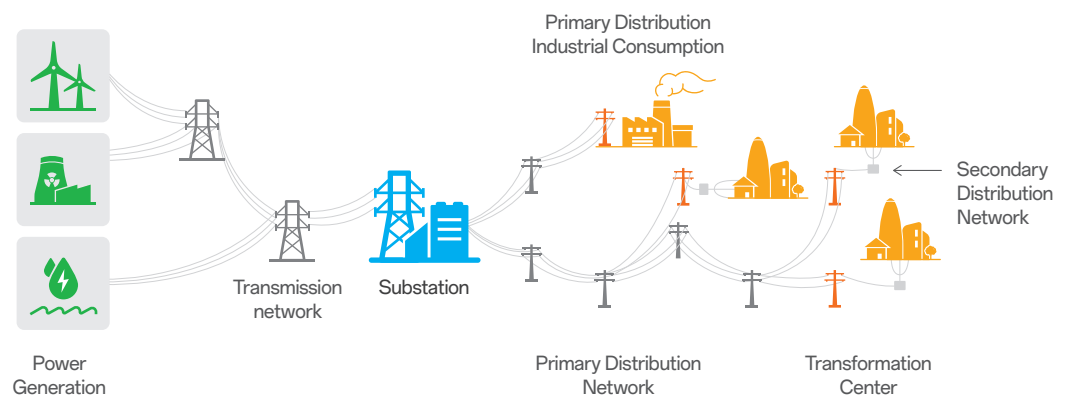 Primary Distribution
Industrial Consumption
Secondary
Distribution
Network
Transmission
network
Substation
Power
Generation
Primary Distribution
Network
Transformation
Center